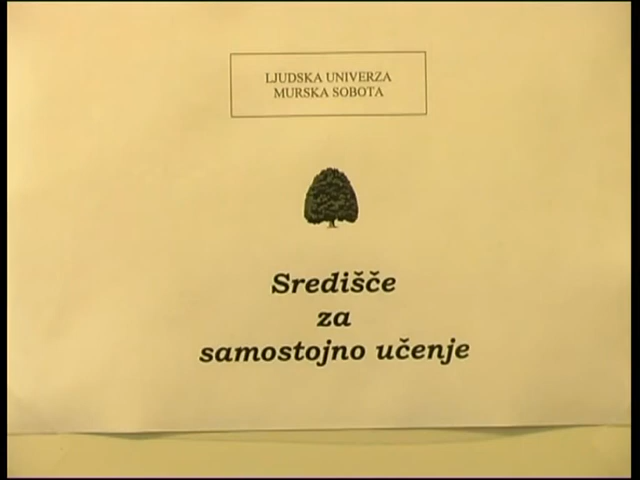 LJUDSKA UNIVERZA
MURSKA SOBOTA
Središče
za
samostojno učenje